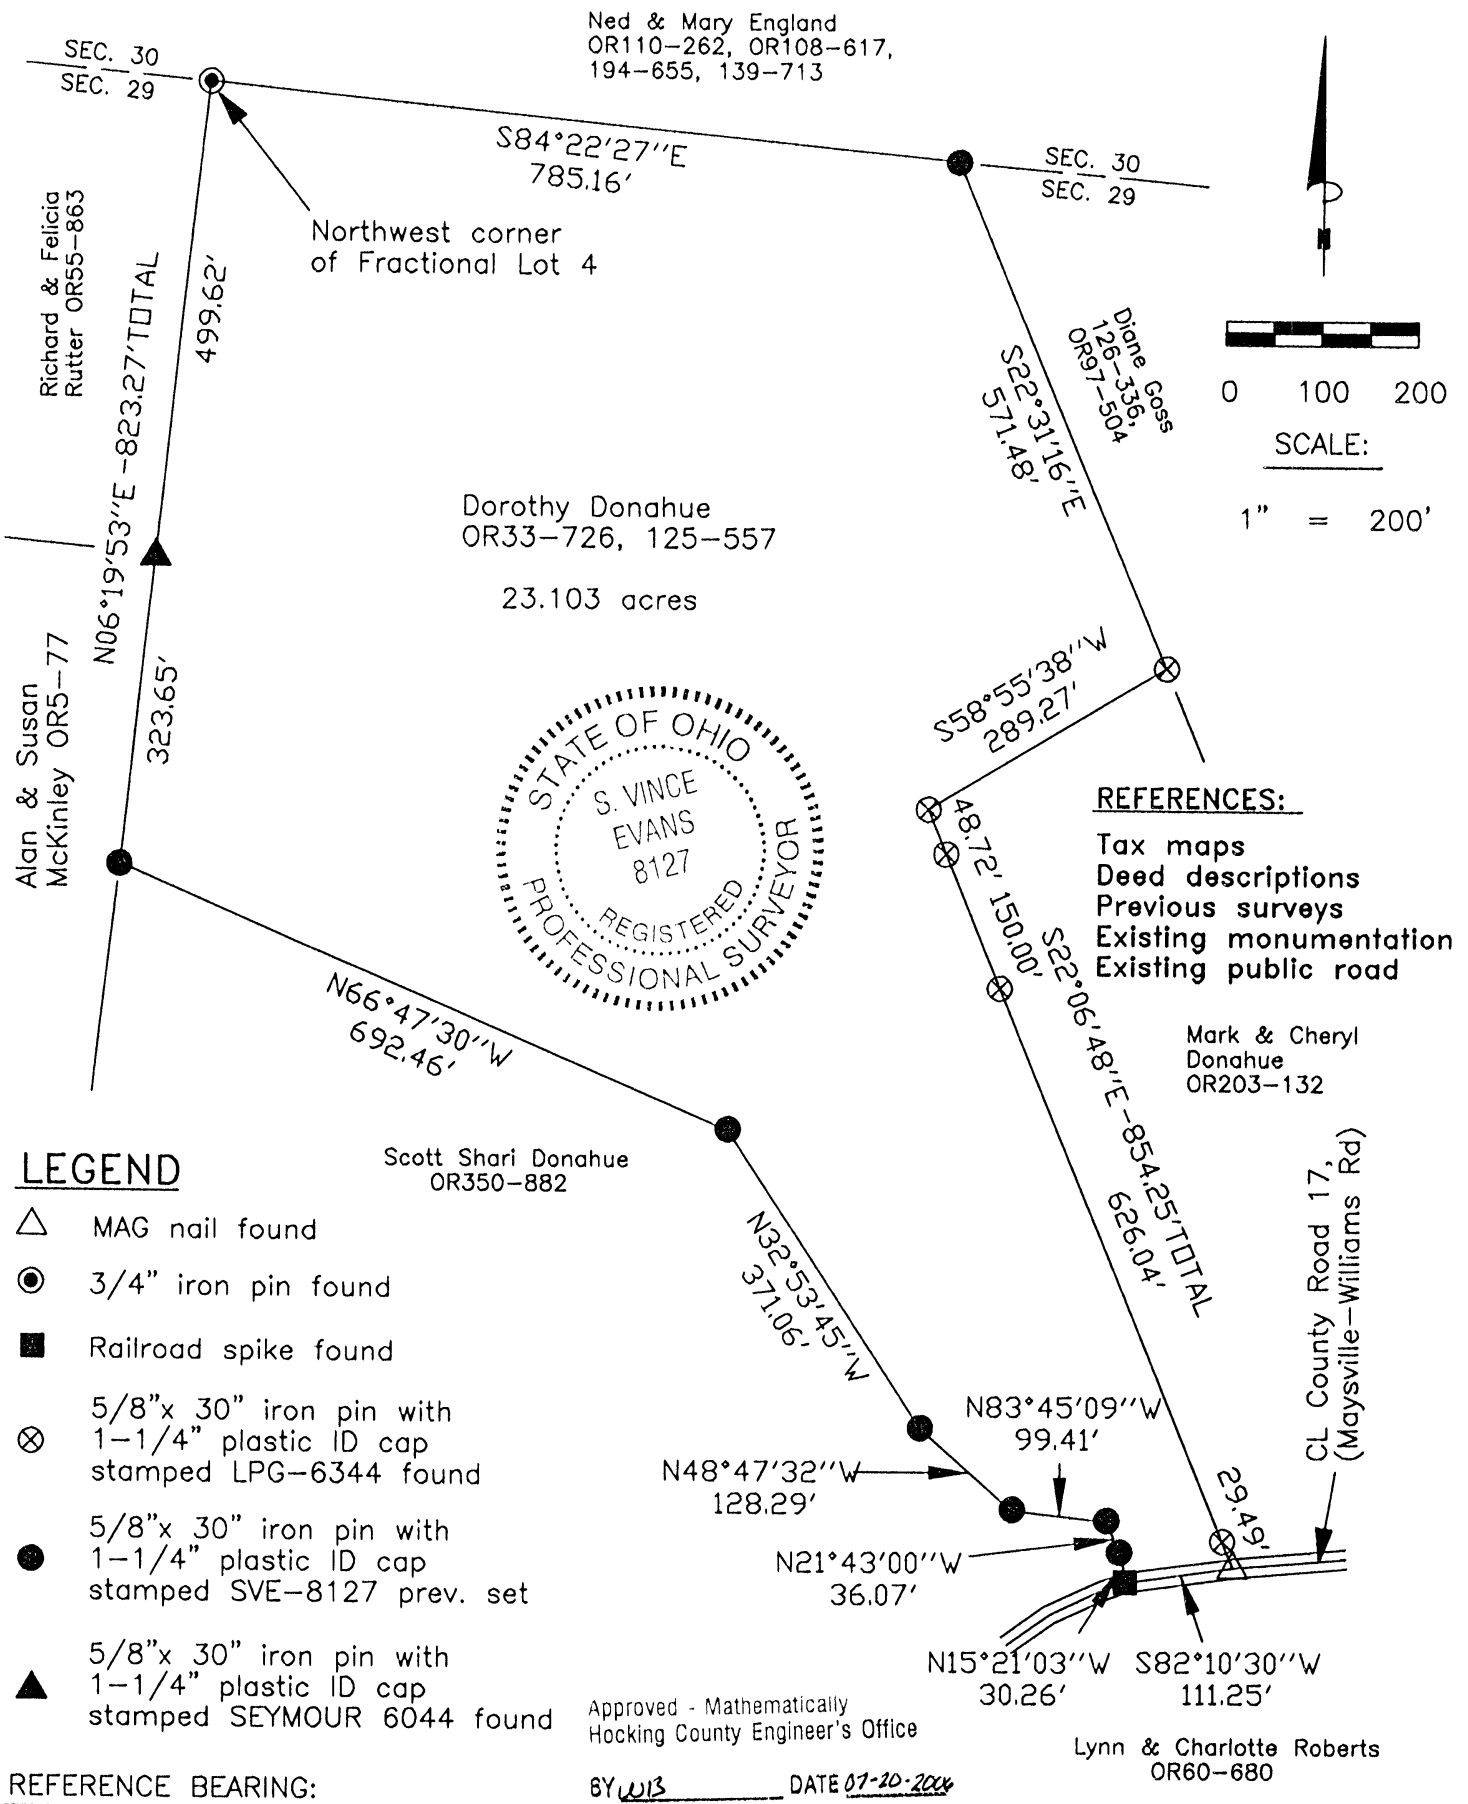 Ned & Mary England
OR110-262, OR108-617,
194-655, 139-713
SEC. 30
SEC. 29
S84°22'27"E
785.16'
SEC. 30
SEC. 29
Northwest corner
of Fractional Lot 4
Richard & Felicia
Rutter OR55-863
N06°19'53"E -823.27'TOTAL
499.62'
323.65'
Alan & Susan
McKinley OR5-77
Diane Goss
126-336,
OR97-504
S22°31'16"E
571.48'
0 100 200
SCALE:
1" = 200'
Dorothy Donahue
OR33-726, 125-557
23.103 acres
S58°55'38"W
289.27'
STATE OF OHIO
S. VINCE
EVANS
8127
REGISTERED
PROFESSIONAL SURVEYOR
48.72'
150.00'
S22°06'48"E -854.25'TOTAL
626.04'
29.49'
REFERENCES:
Tax maps
Deed descriptions
Previous surveys
Existing monumentation
Existing public road
Mark & Cheryl
Donahue
OR203-132
CL County Road 17,
(Maysville-Williams Rd)
N66°47'30"W
692.46'
Scott Shari Donahue
OR350-882
N32°53'45"W
371.06'
N83°45'09"W
99.41'
N48°47'32"W
128.29'
N21°43'00"W
36.07'
N15°21'03"W
30.26'
S82°10'30"W
111.25'
Lynn & Charlotte Roberts
OR60-680
LEGEND
MAG nail found
3/4" iron pin found
Railroad spike found
5/8"x 30" iron pin with
1-1/4" plastic ID cap
stamped LPG-6344 found
5/8"x 30" iron pin with
1-1/4" plastic ID cap
stamped SVE-8127 prev. set
5/8"x 30" iron pin with
1-1/4" plastic ID cap
stamped SEYMOUR 6044 found
Approved - Mathematically
Hocking County Engineer's Office
BY WB DATE 07-20-2006
REFERENCE BEARING: